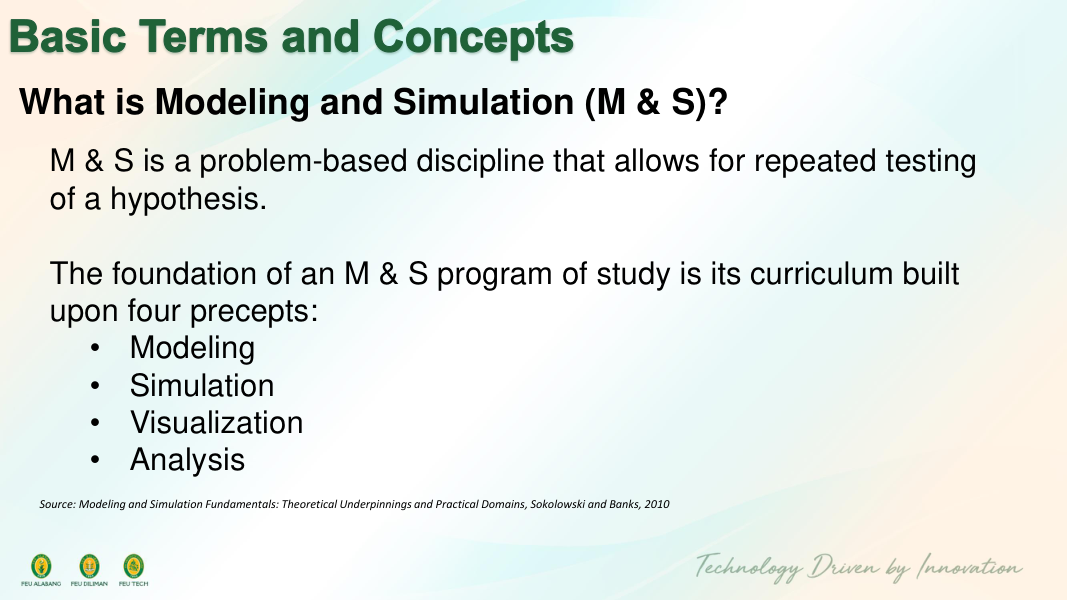 Basic Terms and Concepts
What is Modeling and Simulation (M & S)?
M & S is a problem-based discipline that allows for repeated testing
of a hypothesis.
The foundation of an M & S program of study is its curriculum built
upon four precepts:
• Modeling
• Simulation
• Visualization
• Analysis
Source: Modeling and Simulation Fundamentals: Theoretical Underpinnings and Practical Domains, Sokolowski and Banks, 2010
FEU ALABANG FEU DILIMAN FEU TECH
Technology Driven by Innovation